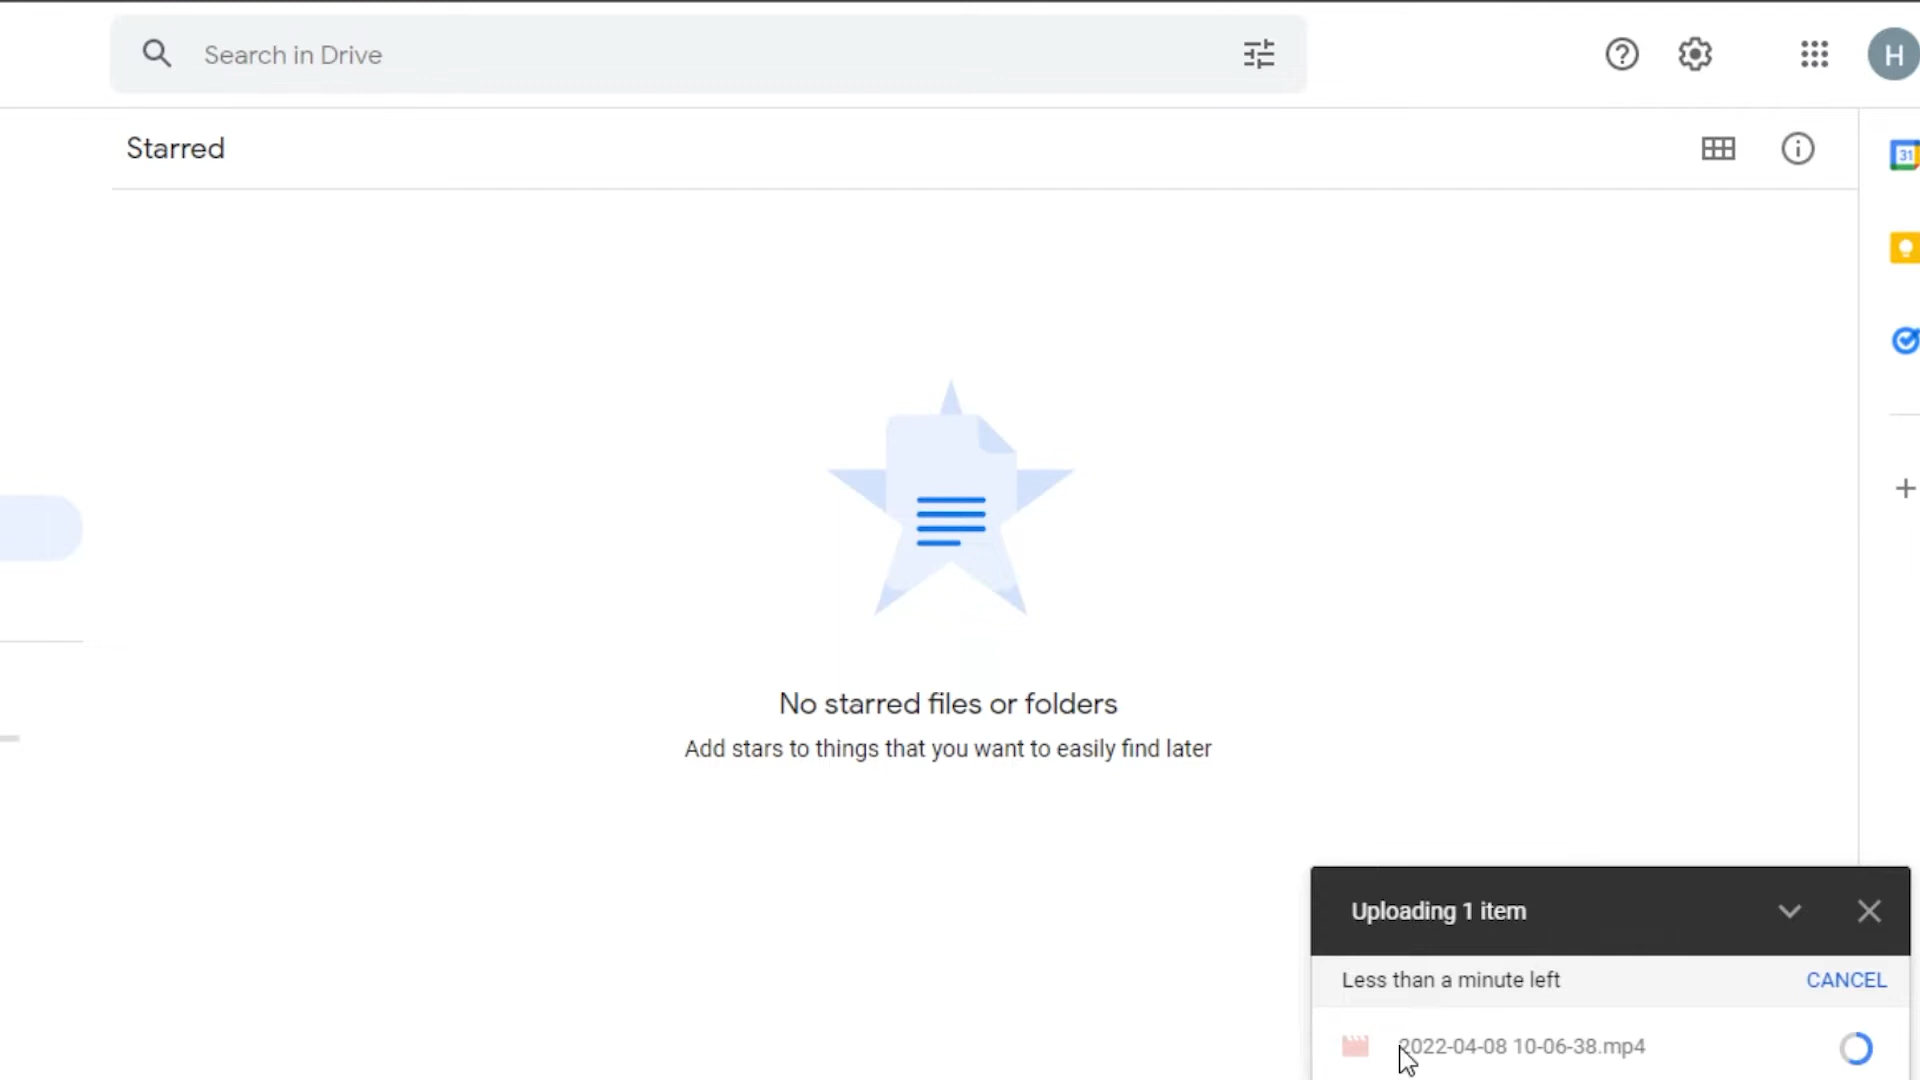 Search in Drive
H
Starred
31
No starred files or folders
Add stars to things that you want to easily find later
Uploading 1 item
Less than a minute left
CANCEL
2022-04-08 10-06-38.mp4